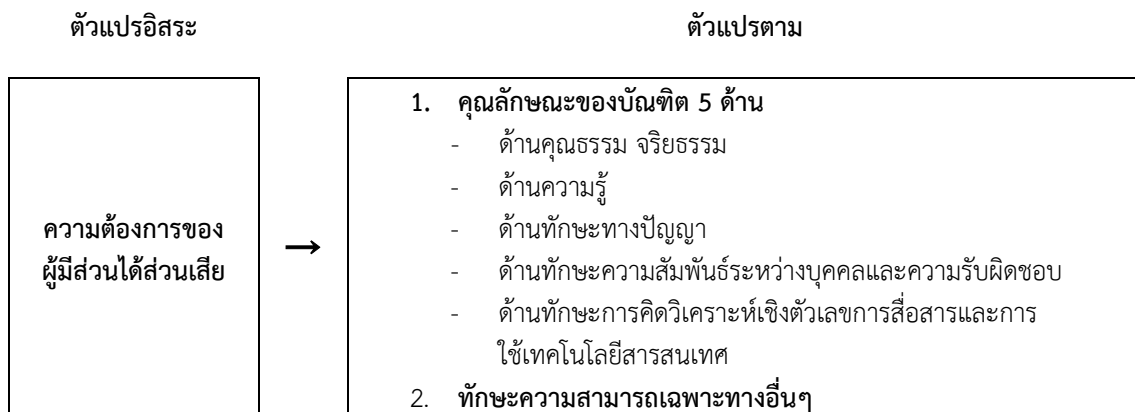 ตัวแปรอิสระ
ตัวแปรตาม
ความต้องการของ
ผู้มีส่วนได้ส่วนเสีย
→
1. คุณลักษณะของบัณฑิต 5 ด้าน
- ด้านคุณธรรม จริยธรรม
- ด้านความรู้
- ด้านทักษะทางปัญญา
- ด้านทักษะความสัมพันธ์ระหว่างบุคคลและความรับผิดชอบ
- ด้านทักษะการคิดวิเคราะห์เชิงตัวเลขการสื่อสารและการ
ใช้เทคโนโลยีสารสนเทศ
2. ทักษะความสามารถเฉพาะทางอื่นๆ